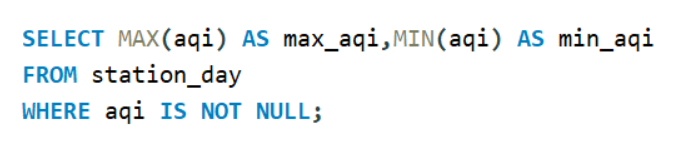 SELECT MAX(aqi) AS max_aqi,MIN(aqi) AS min_aqi
FROM station_day
WHERE aqi IS NOT NULL;